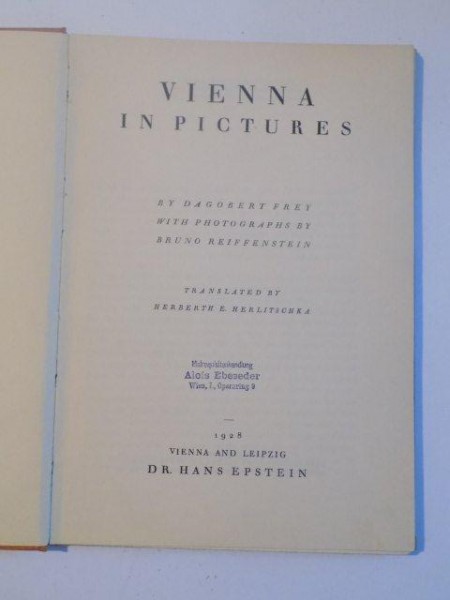 VIENNA
IN PICTURES
BY DAGOBERT FREY
WITH PHOTOGRAPHS BY
BRUNO REIFFENSTEIN
TRANSLATED BY
HERBERTH E. HERLITSCHKA
Alois Ebeseder
Wien, I., Opernring 9
—
1928
VIENNA AND LEIPZIG
DR. HANS EPSTEIN